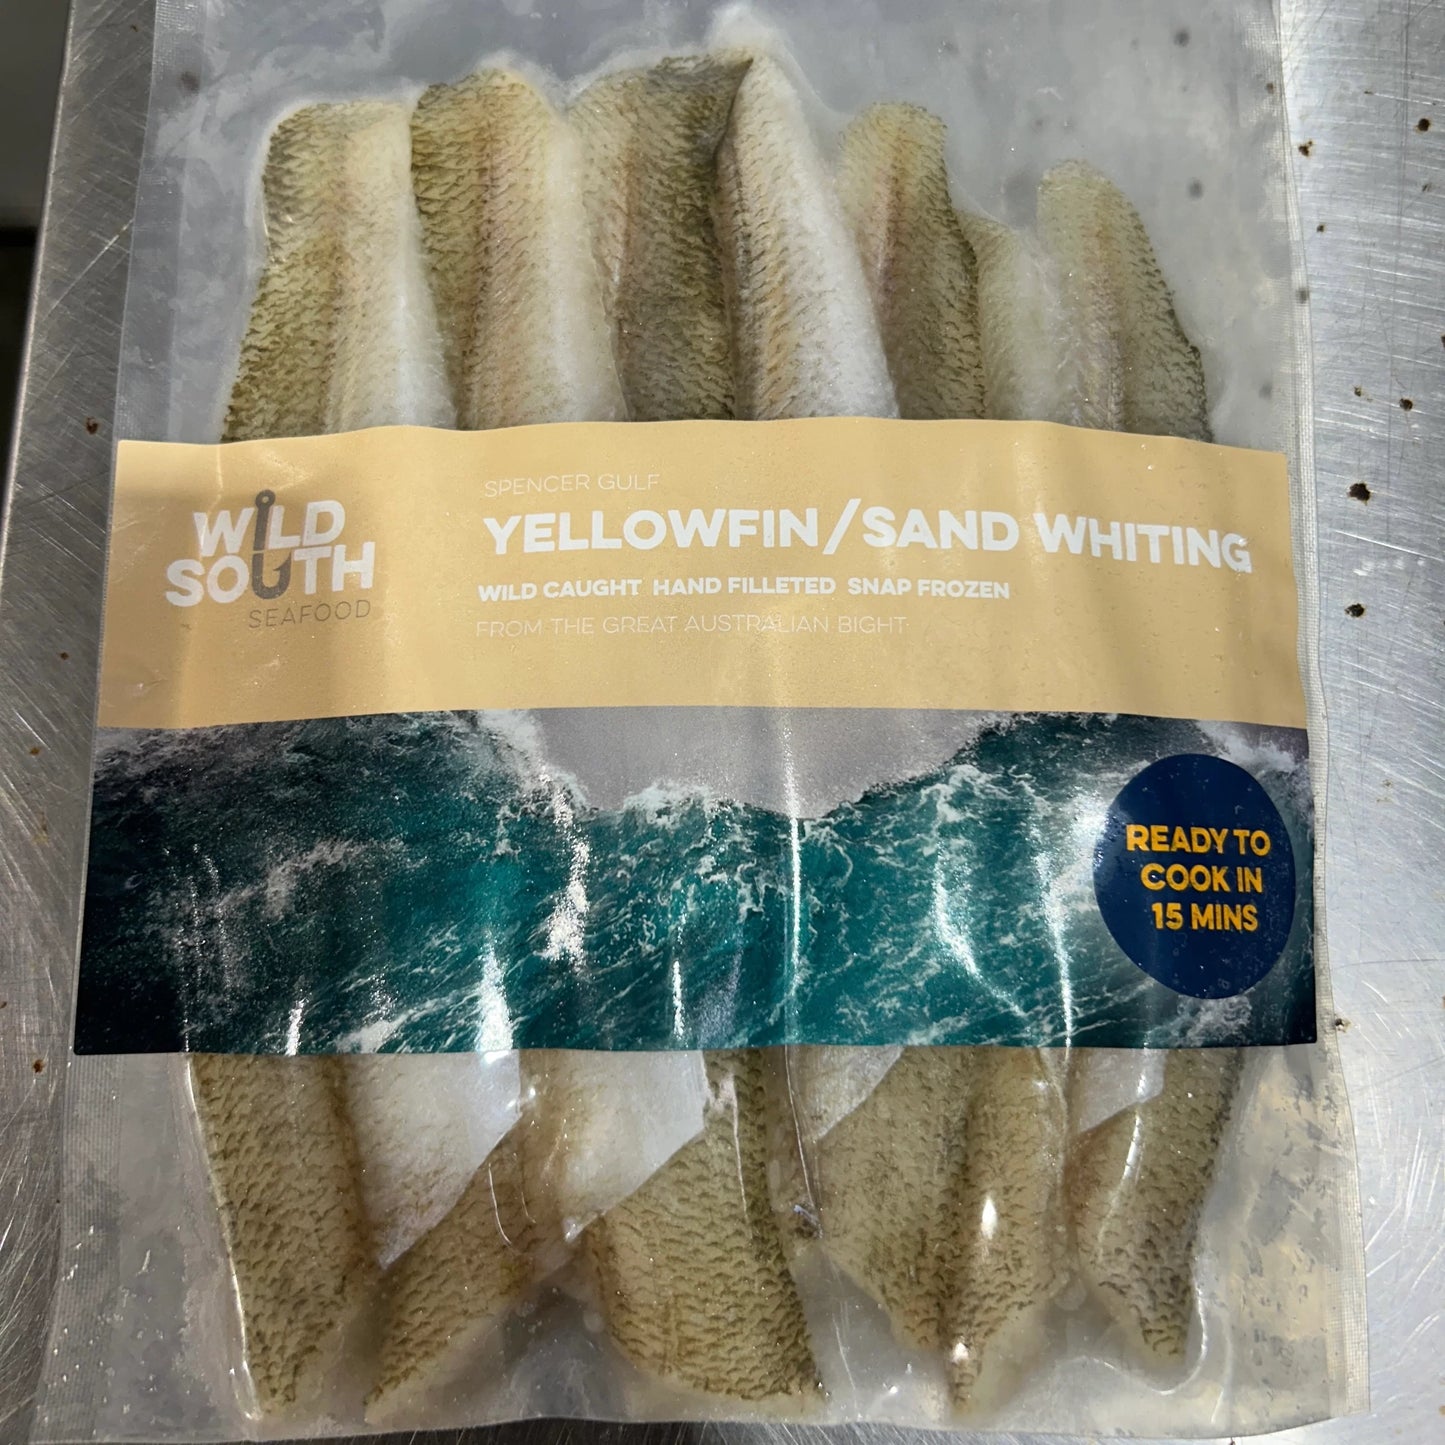 WILD
SOUTH
SEAFOOD
SPENCER GULF
YELLOWFIN/SAND WHITING
WILD CAUGHT HAND FILLETED SNAP FROZEN
FROM THE GREAT AUSTRALIAN BIGHT
READY TO
COOK IN
15 MINS